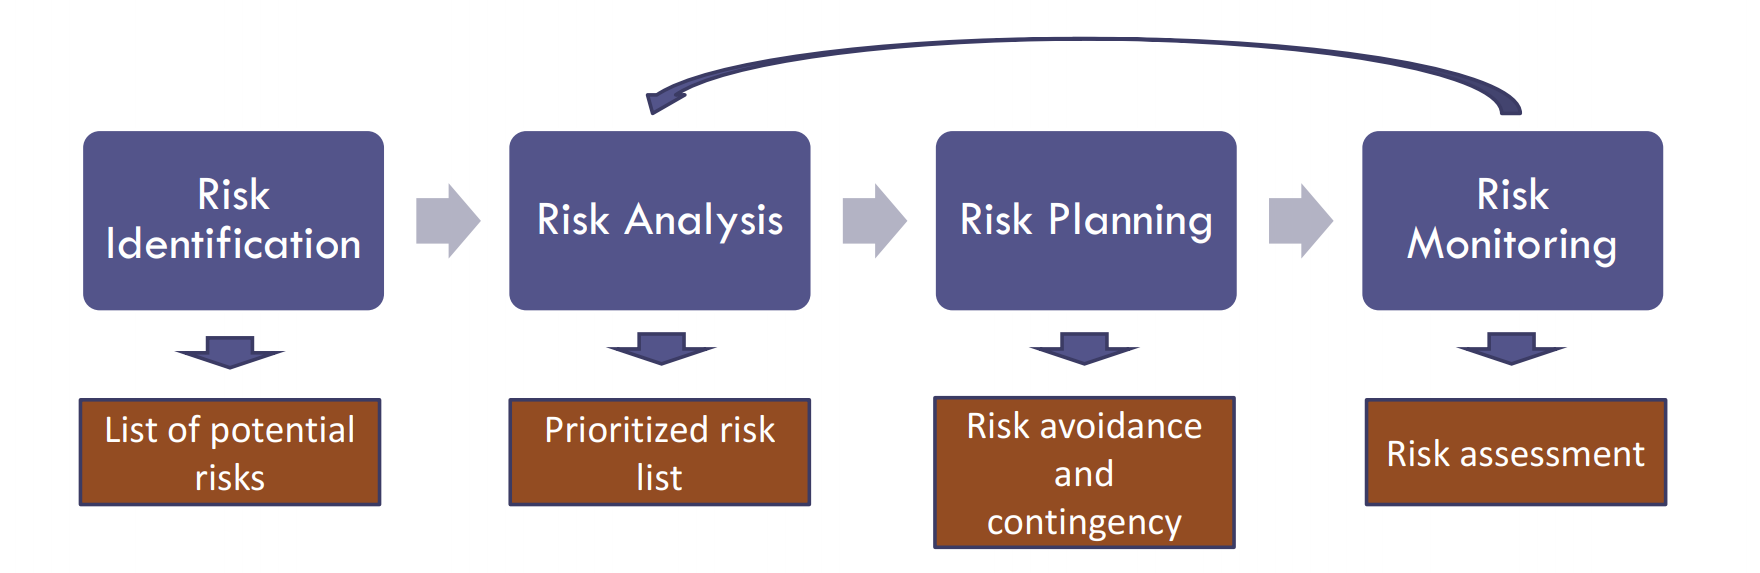 Risk
Identification
Risk Analysis
Risk Planning
Risk
Monitoring
List of potential
risks
Prioritized risk
list
Risk avoidance
and
contingency
Risk assessment